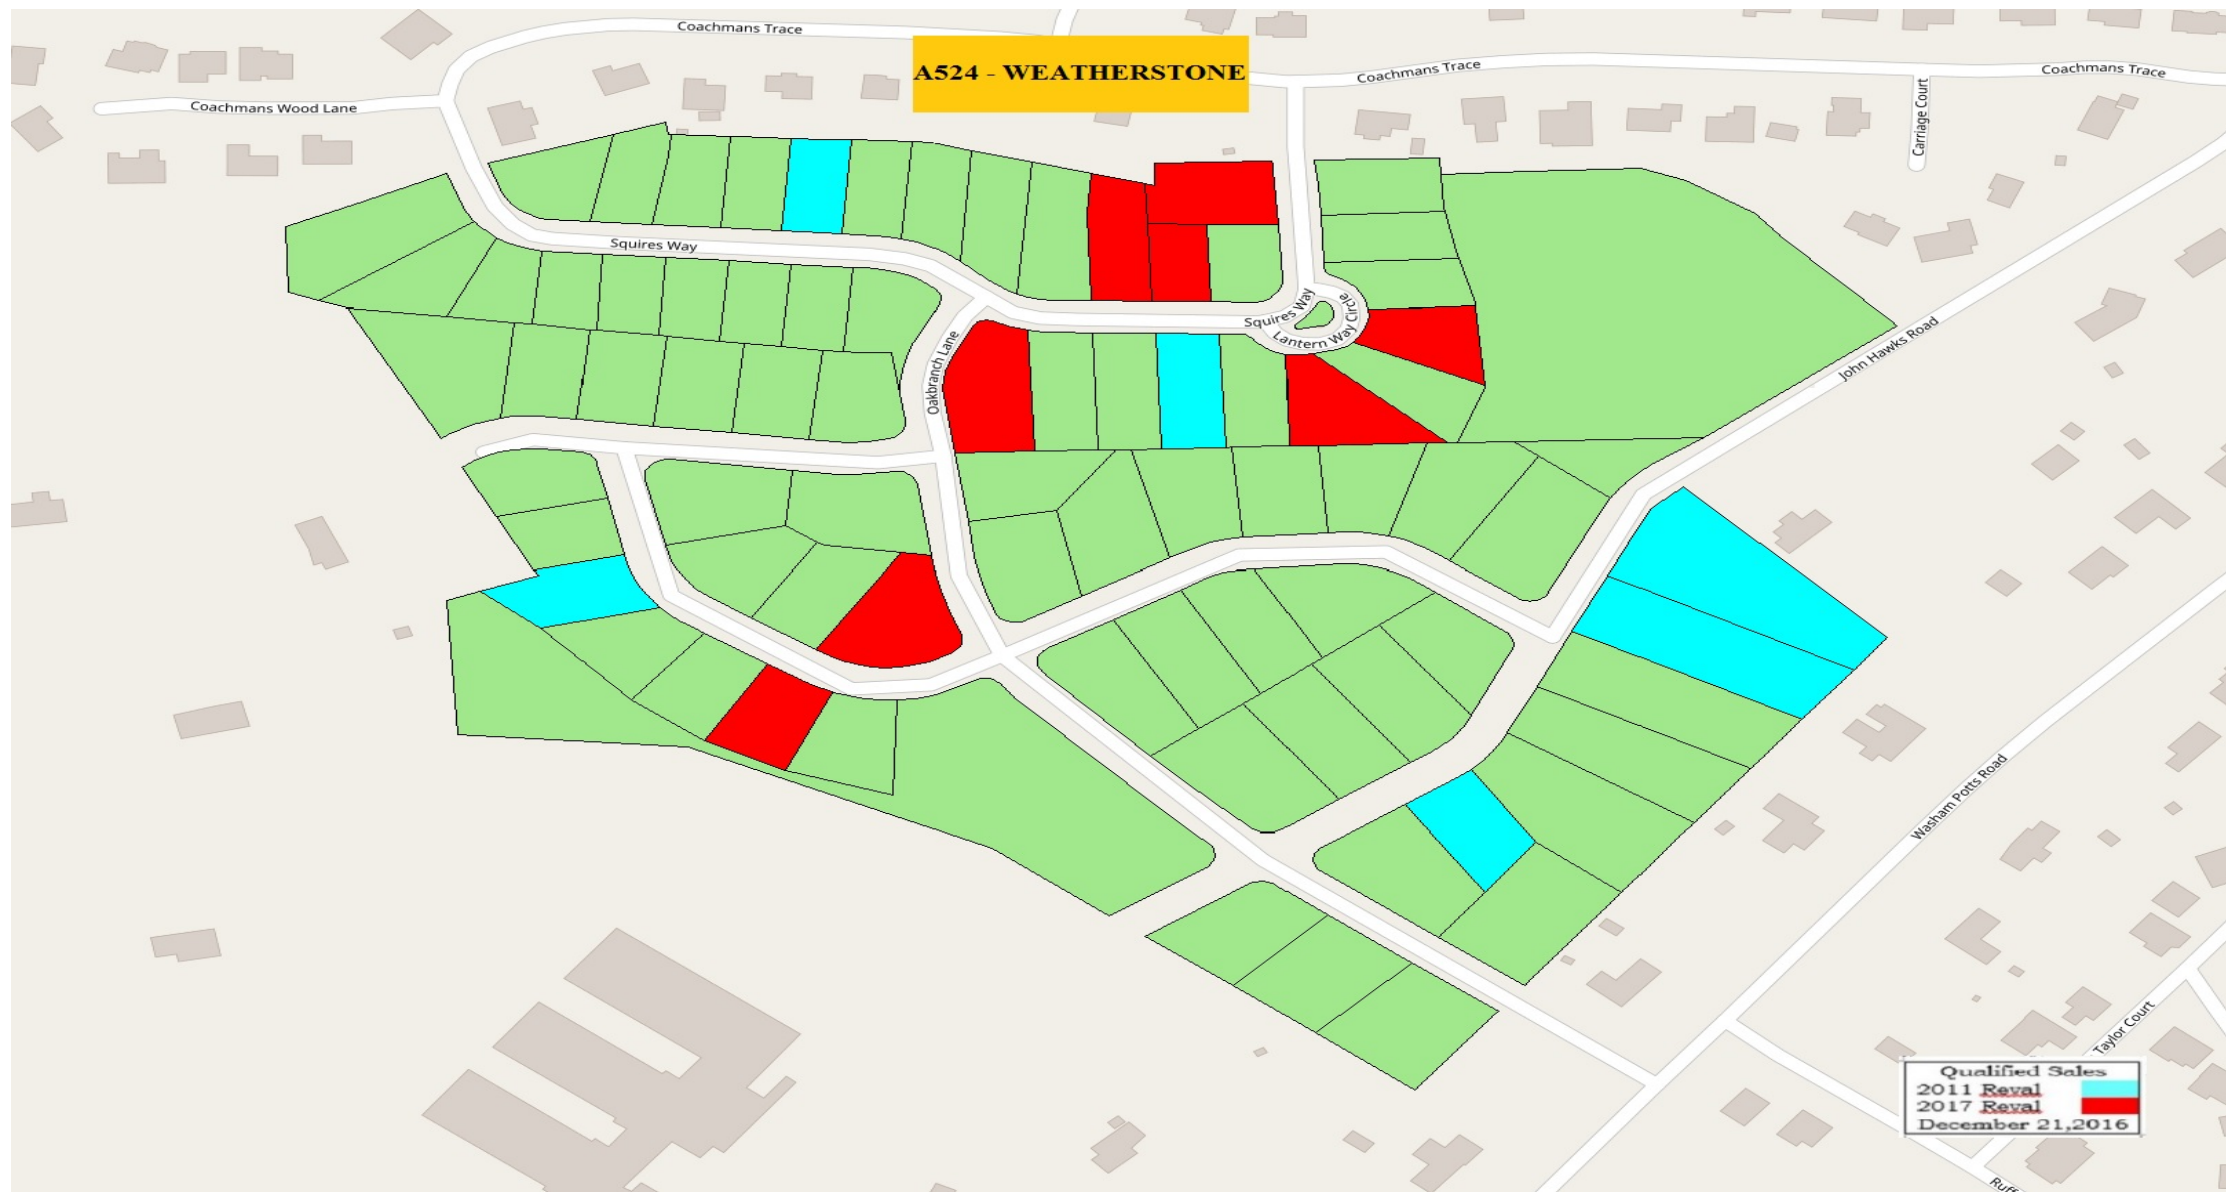 Coachmans Trace
A524 - WEATHERSTONE
Coachmans Trace
Coachmans Trace
Coachmans Wood Lane
Carriage Court
Squires Way
Squires Way
Lantern Way Circle
Oakbranch Lane
John Hawks Road
Washam Potts Road
Taylor Court
Qualified Sales
2011 Reval
2017 Reval
December 21,2016